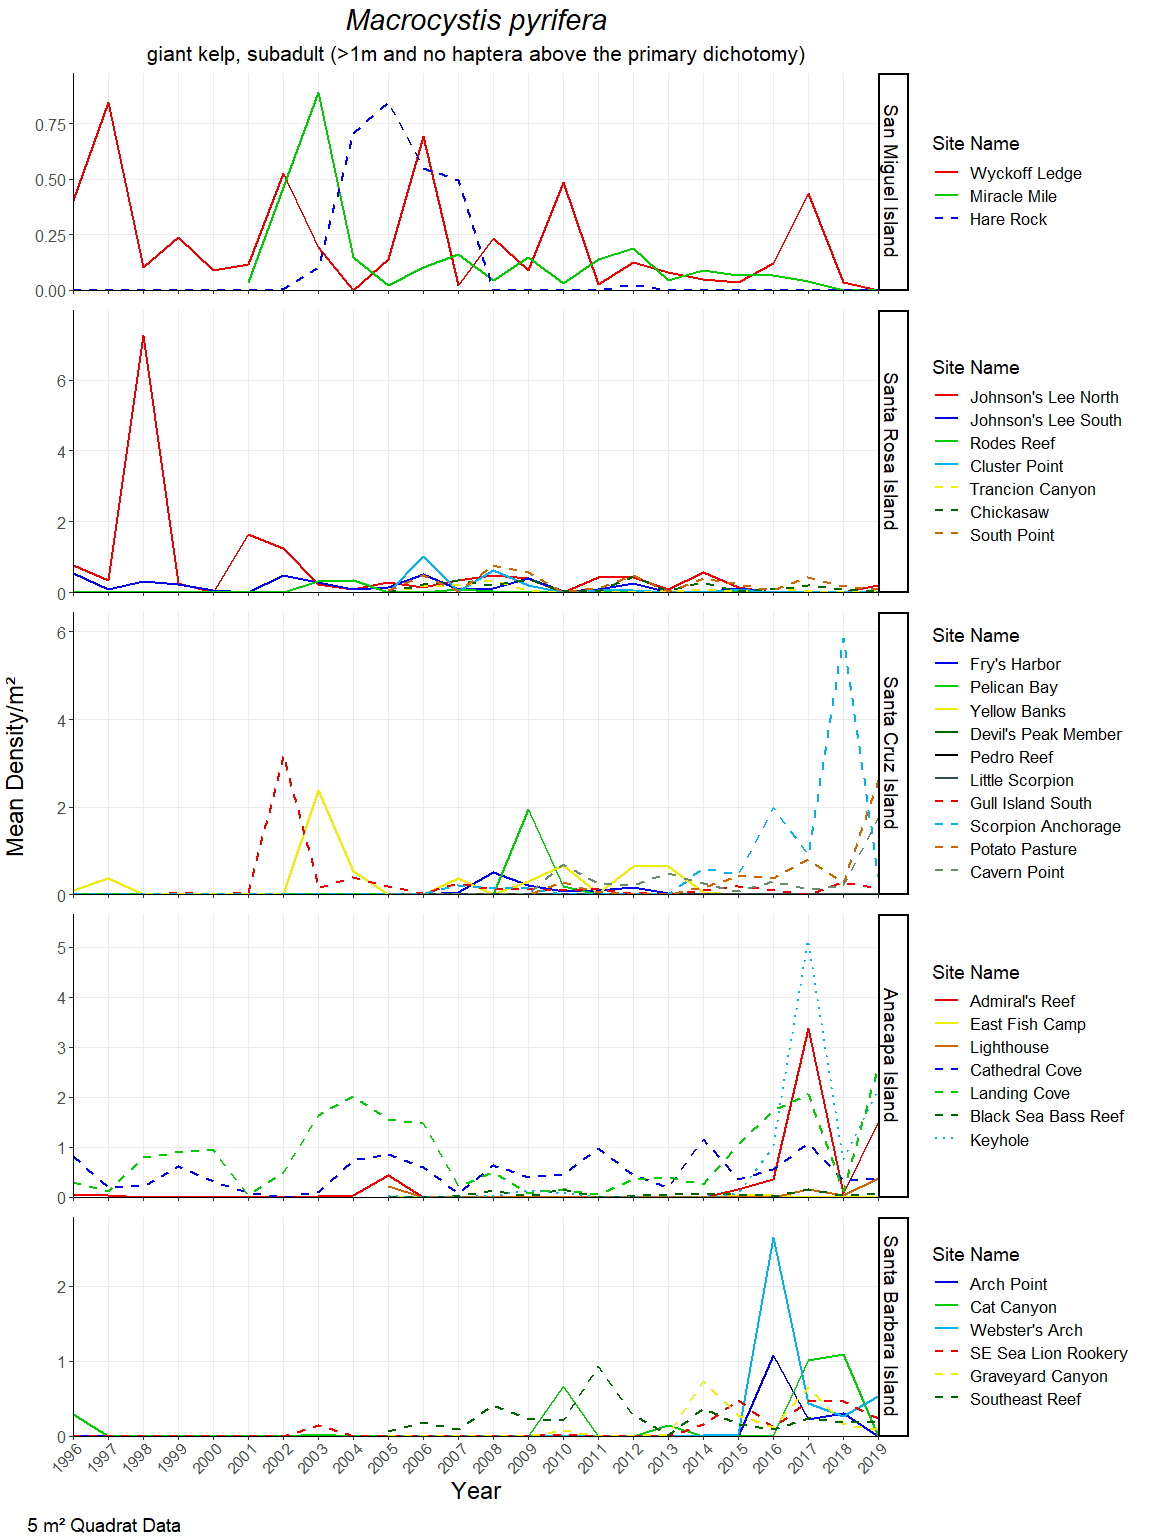 Macrocystis pyrifera
giant kelp, subadult (>1m and no haptera above the primary dichotomy)
Mean Density/m²
0.75
0.50
0.25
0.00
San Miguel Island
Site Name
Wyckoff Ledge
Miracle Mile
Hare Rock
6
4
2
0
Santa Rosa Island
Site Name
Johnson's Lee North
Johnson's Lee South
Rodes Reef
Cluster Point
Trancion Canyon
Chickasaw
South Point
6
4
2
0
Santa Cruz Island
Site Name
Fry's Harbor
Pelican Bay
Yellow Banks
Devil's Peak Member
Pedro Reef
Little Scorpion
Gull Island South
Scorpion Anchorage
Potato Pasture
Cavern Point
5
4
3
2
1
0
Anacapa Island
Site Name
Admiral's Reef
East Fish Camp
Lighthouse
Cathedral Cove
Landing Cove
Black Sea Bass Reef
Keyhole
2
1
0
Santa Barbara Island
Site Name
Arch Point
Cat Canyon
Webster's Arch
SE Sea Lion Rookery
Graveyard Canyon
Southeast Reef
1996 1997 1998 1999 2000 2001 2002 2003 2004 2005 2006 2007 2008 2009 2010 2011 2012 2013 2014 2015 2016 2017 2018 2019
Year
5 m² Quadrat Data